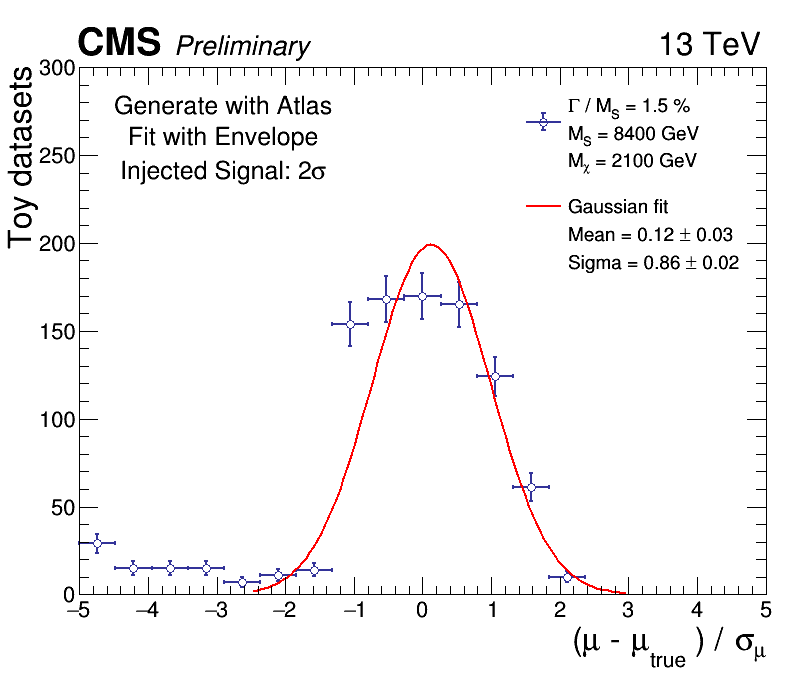 CMS Preliminary 13 TeV
Generate with Atlas
Fit with Envelope
Injected Signal: 2σ
Γ / M_S = 1.5 %
M_S = 8400 GeV
M_χ = 2100 GeV
Gaussian fit
Mean = 0.12 ± 0.03
Sigma = 0.86 ± 0.02
Toy datasets
300
250
200
150
100
50
0
−5 −4 −3 −2 −1 0 1 2 3 4 5
(μ - μ_true ) / σ_μ